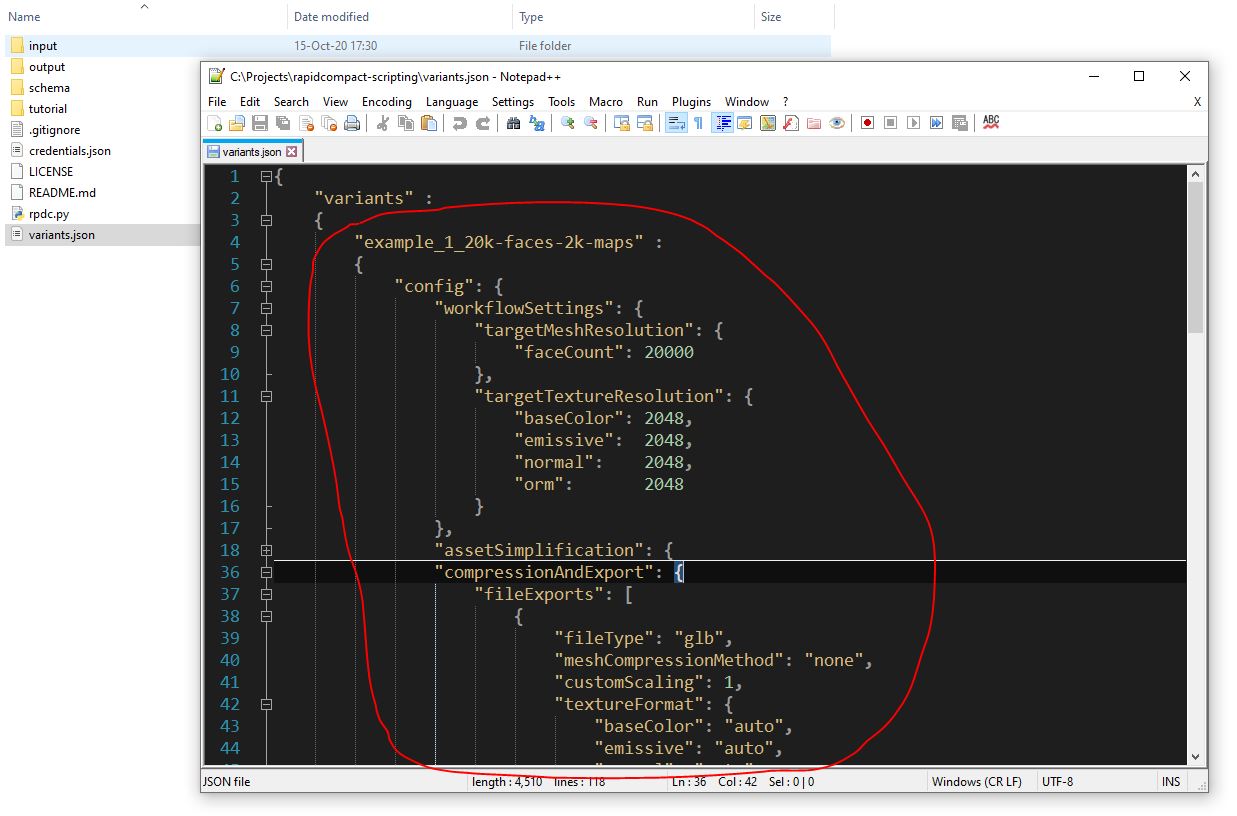 Name Date modified Type Size
input 15-Oct-20 17:30 File folder
output
schema
tutorial
.gitignore
credentials.json
LICENSE
README.md
rpdc.py
variants.json
C:\Projects\rapidcompact-scripting\variants.json - Notepad++
File Edit Search View Encoding Language Settings Tools Macro Run Plugins Window ? X
ABC
variants.json
1 {
2 "variants" :
3 {
4 "example_1_20k-faces-2k-maps" :
5 {
6 "config": {
7 "workflowSettings": {
8 "targetMeshResolution": {
9 "faceCount": 20000
10 },
11 "targetTextureResolution": {
12 "baseColor": 2048,
13 "emissive": 2048,
14 "normal": 2048,
15 "orm": 2048
16 }
17 },
18 "assetSimplification": {
36 "compressionAndExport": {
37 "fileExports": [
38 {
39 "fileType": "glb",
40 "meshCompressionMethod": "none",
41 "customScaling": 1,
42 "textureFormat": {
43 "baseColor": "auto",
44 "emissive": "auto",
JSON file length : 4,510 lines : 118 Ln : 36 Col : 42 Sel : 0 | 0 Windows (CR LF) UTF-8 INS